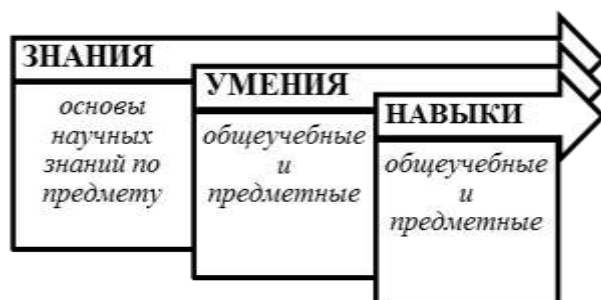 ЗНАНИЯ
основы
научных
знаний по
предмету
УМЕНИЯ
общеучебные
и
предметные
НАВЫКИ
общеучебные
и
предметные